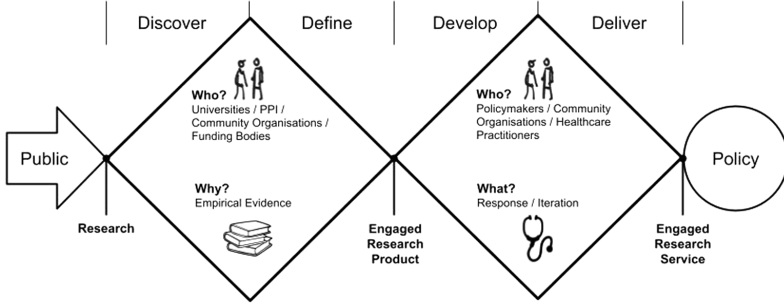 Discover
Define
Develop
Deliver
Who?
Universities / PPI /
Community Organisations /
Funding Bodies
Who?
Policymakers / Community
Organisations / Healthcare
Practitioners
Public
Policy
Why?
Empirical Evidence
What?
Response / Iteration
Research
Engaged
Research
Product
Engaged
Research
Service